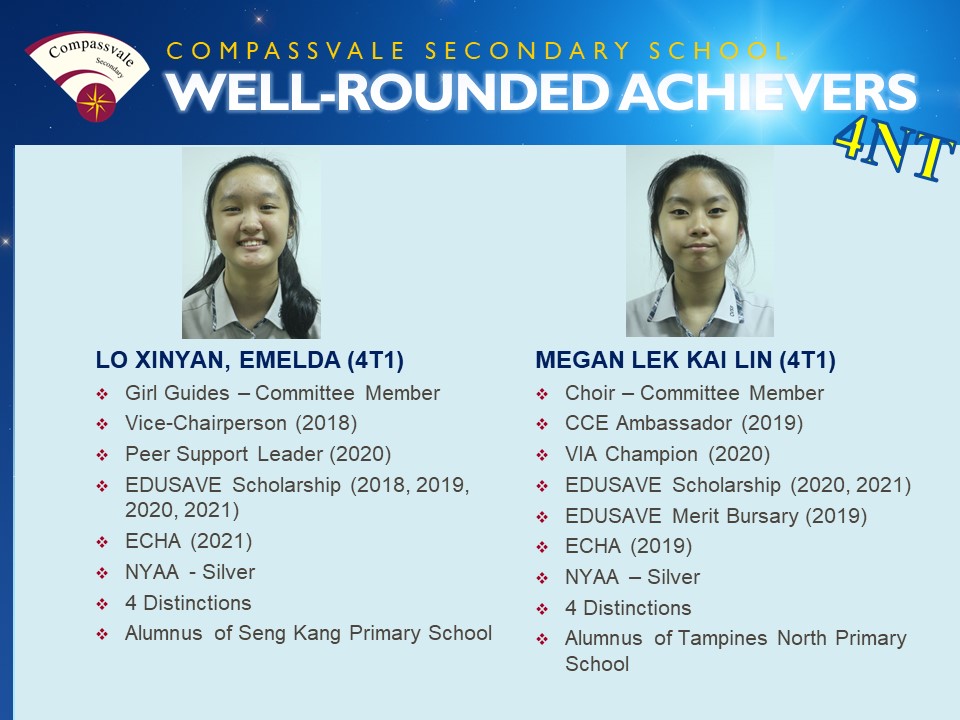 Compassvale
Secondary
COMPASSVALE SECONDARY SCHOOL
WELL-ROUNDED ACHIEVERS
4NT
LO XINYAN, EMELDA (4T1)
❖ Girl Guides – Committee Member
❖ Vice-Chairperson (2018)
❖ Peer Support Leader (2020)
❖ EDUSAVE Scholarship (2018, 2019,
2020, 2021)
❖ ECHA (2021)
❖ NYAA - Silver
❖ 4 Distinctions
❖ Alumnus of Seng Kang Primary School
MEGAN LEK KAI LIN (4T1)
❖ Choir – Committee Member
❖ CCE Ambassador (2019)
❖ VIA Champion (2020)
❖ EDUSAVE Scholarship (2020, 2021)
❖ EDUSAVE Merit Bursary (2019)
❖ ECHA (2019)
❖ NYAA – Silver
❖ 4 Distinctions
❖ Alumnus of Tampines North Primary
School